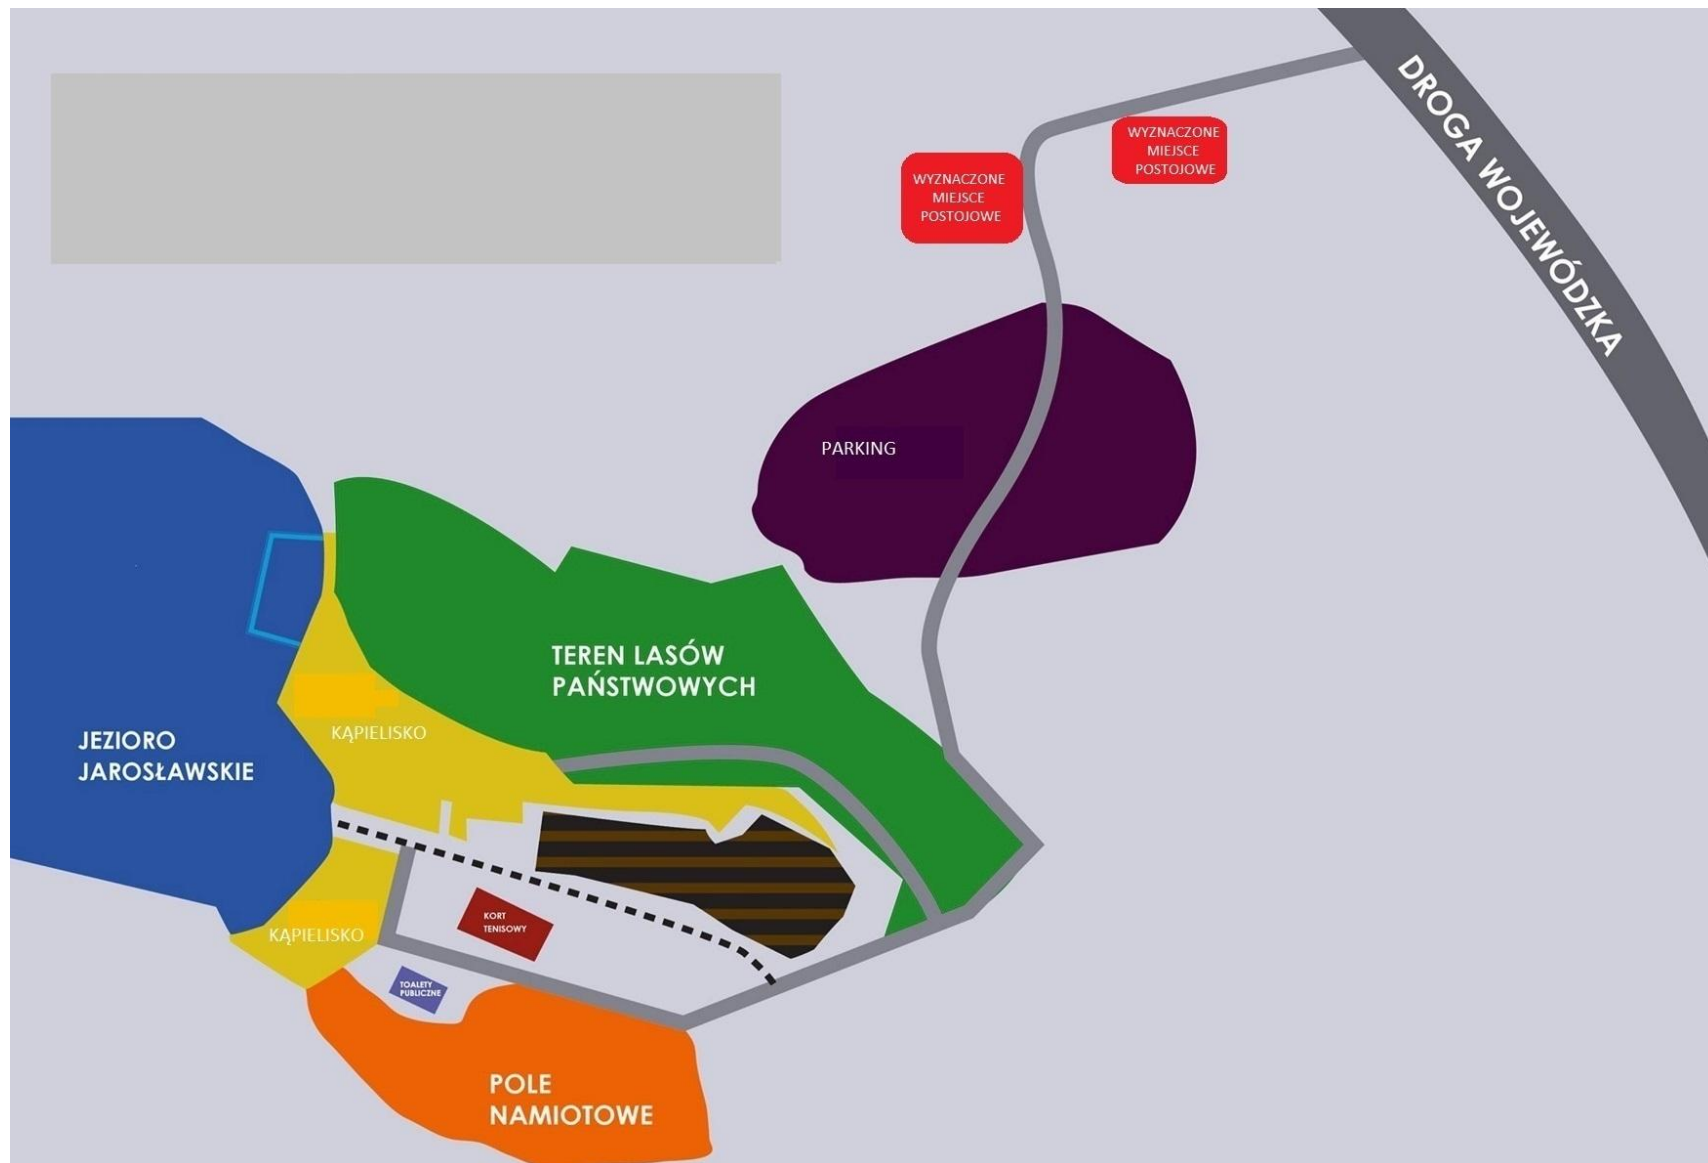 DROGA WOJEWÓDZKA
WYZNACZONE
MIEJSCE
POSTOJOWE
WYZNACZONE
MIEJSCE
POSTOJOWE
PARKING
TEREN LASÓW
PAŃSTWOWYCH
JEZIORO
JAROSŁAWSKIE
KĄPIELISKO
KORT
TENISOWY
KĄPIELISKO
TOALETY
PUBLICZNE
POLE
NAMIOTOWE